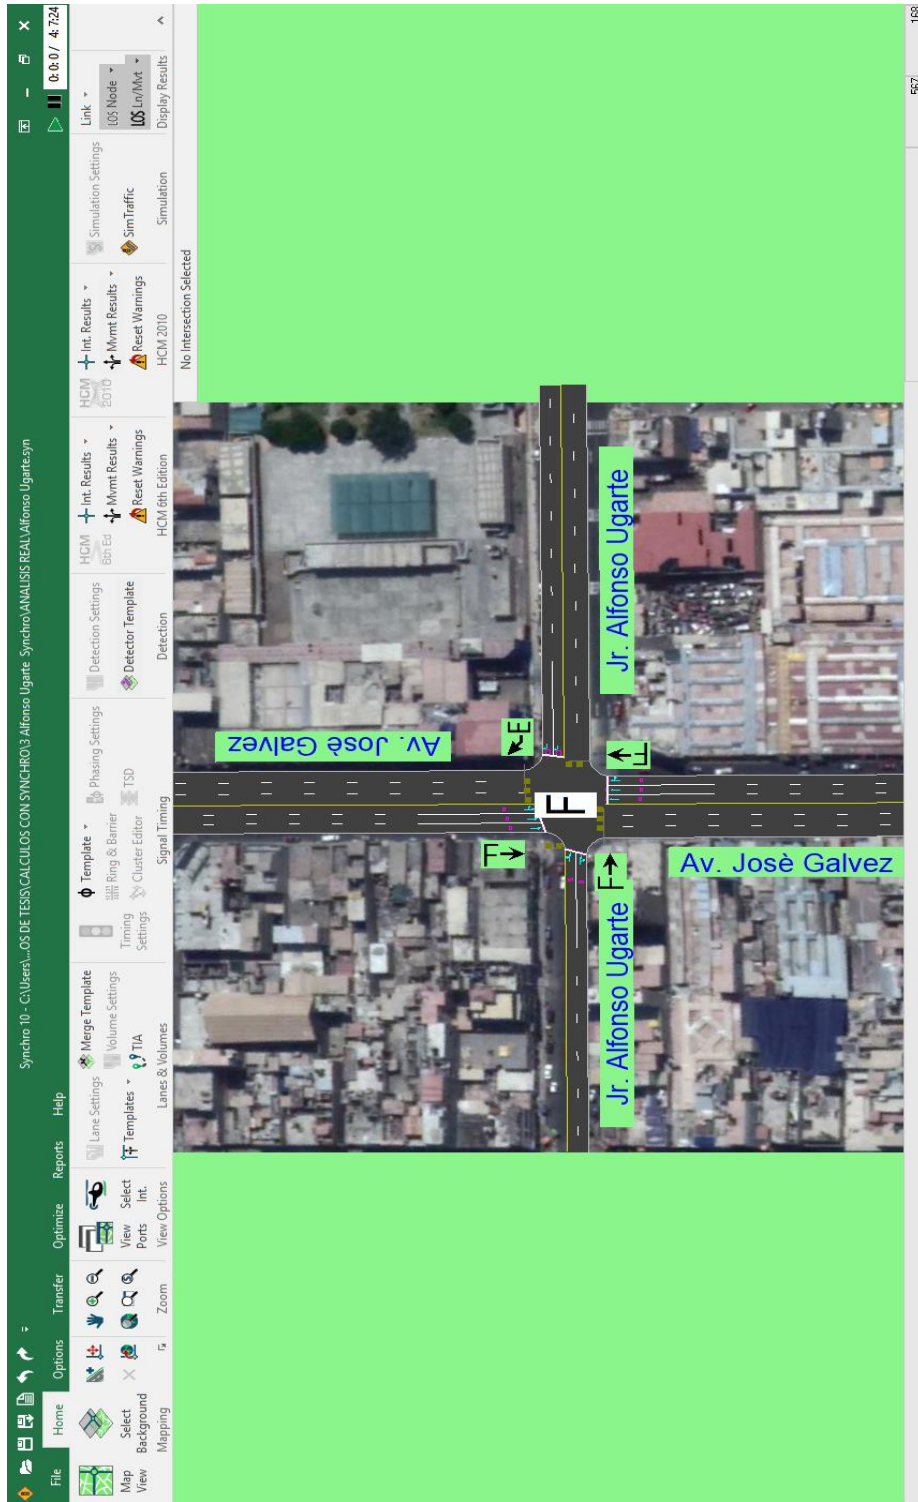 Synchro 10 - C:\Users\...OS DE TESIS\CALCULOS CON SYNCHRO\3 Alfonso Ugarte Synchro\ANALISIS REAL\Alfonso Ugarte.syn
File Home Options Transfer Optimize Reports Help
0: 0: 0 / 4: 7:24
Map View
Select Background
Mapping
Zoom
View Ports
Select Int.
View Options
Lane Settings
Templates
Merge Template
Volume Settings
TIA
Lanes & Volumes
Timing Settings
Template
Ring & Barrier
Cluster Editor
Phasing Settings
TSD
Signal Timing
Detection Settings
Detector Template
Detection
HCM 6th Ed
Int. Results
Mvmt Results
Reset Warnings
HCM 6th Edition
HCM 2010
Int. Results
Mvmt Results
Reset Warnings
HCM 2010
Simulation Settings
SimTraffic
Simulation
Link
LOS Node
LOS Ln/Mvt
Display Results
No Intersection Selected
Av. Josè Galvez
F
E
F
Jr. Alfonso Ugarte
Jr. Alfonso Ugarte
F
F
Av. Josè Galvez
567
168